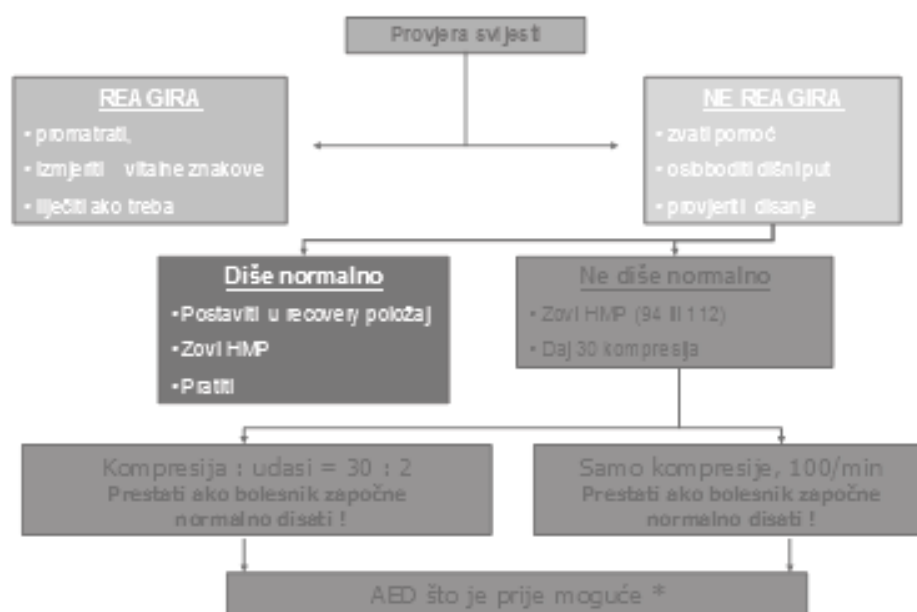 Provjera svijesti
REAGIRA
• promatrati,
• izmjeriti vitalne znakove
• liječiti ako treba
NE REAGIRA
• zvati pomoć
• oslobboditi dišni put
• provjeriti disanje
Diše normalno
• Postaviti u recovery položaj
• Zovi HMP
• Pratiti
Ne diše normalno
• Zovi HMP (94 ili 112)
• Daj 30 kompresija
Kompresija : udasi = 30 : 2
Prestati ako bolesnik započne
normalno disati !
Samo kompresije, 100/min
Prestati ako bolesnik započne
normalno disati !
AED što je prije moguće *